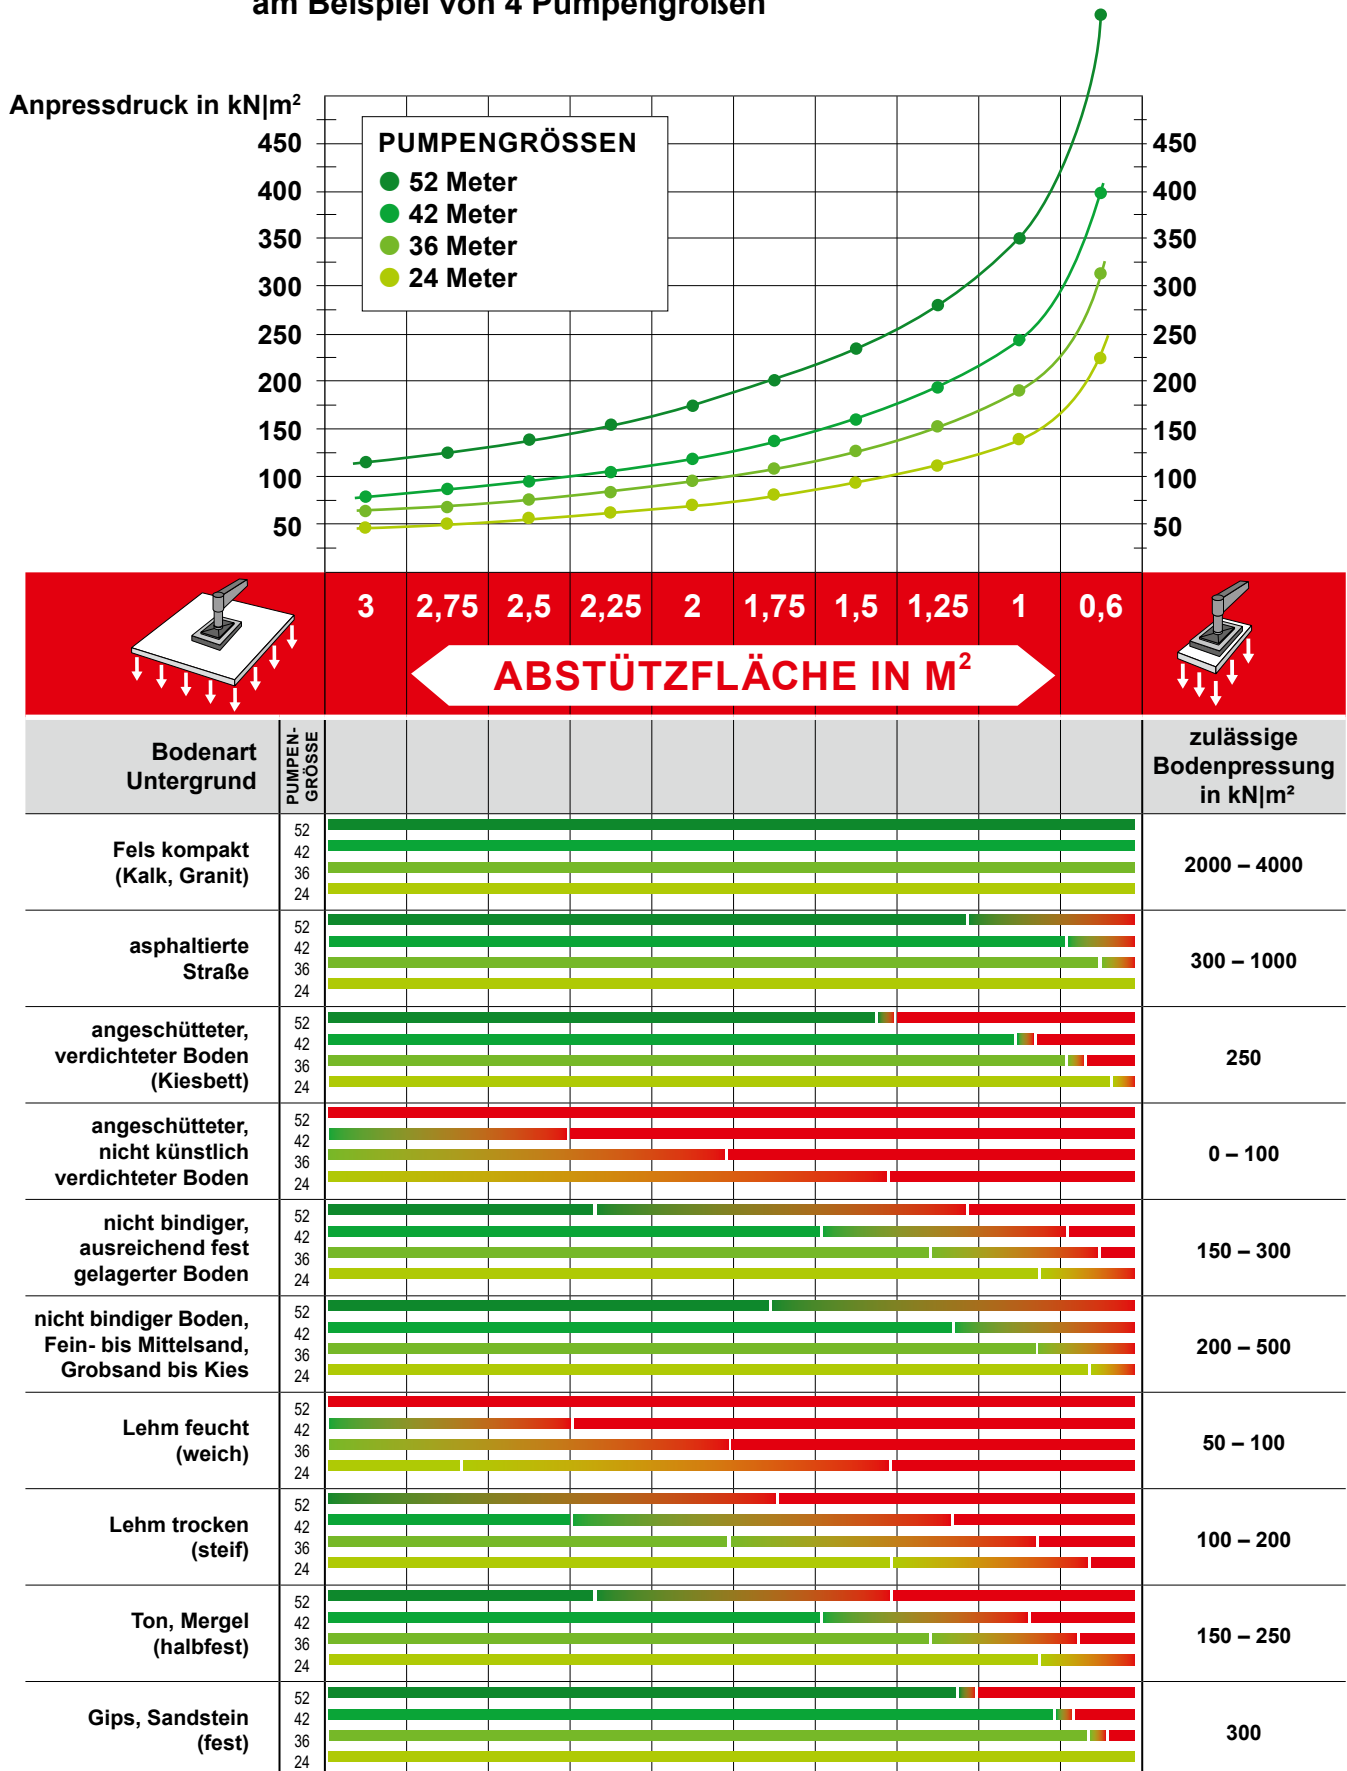 am Beispiel von 4 Pumpengrößen
Anpressdruck in kN|m²
PUMPENGRÖSSEN
52 Meter
42 Meter
36 Meter
24 Meter
450
400
350
300
250
200
150
100
50
450
400
350
300
250
200
150
100
50
3 2,75 2,5 2,25 2 1,75 1,5 1,25 1 0,6
ABSTÜTZFLÄCHE IN M²
Bodenart
Untergrund
PUMPEN-
GRÖSSE
zulässige
Bodenpressung
in kN|m²
Fels kompakt
(Kalk, Granit)
52
42
36
24
2000 – 4000
asphaltierte
Straße
52
42
36
24
300 – 1000
angeschütteter,
verdichteter Boden
(Kiesbett)
52
42
36
24
250
angeschütteter,
nicht künstlich
verdichteter Boden
52
42
36
24
0 – 100
nicht bindiger,
ausreichend fest
gelagerter Boden
52
42
36
24
150 – 300
nicht bindiger Boden,
Fein- bis Mittelsand,
Grobsand bis Kies
52
42
36
24
200 – 500
Lehm feucht
(weich)
52
42
36
24
50 – 100
Lehm trocken
(steif)
52
42
36
24
100 – 200
Ton, Mergel
(halbfest)
52
42
36
24
150 – 250
Gips, Sandstein
(fest)
52
42
36
24
300